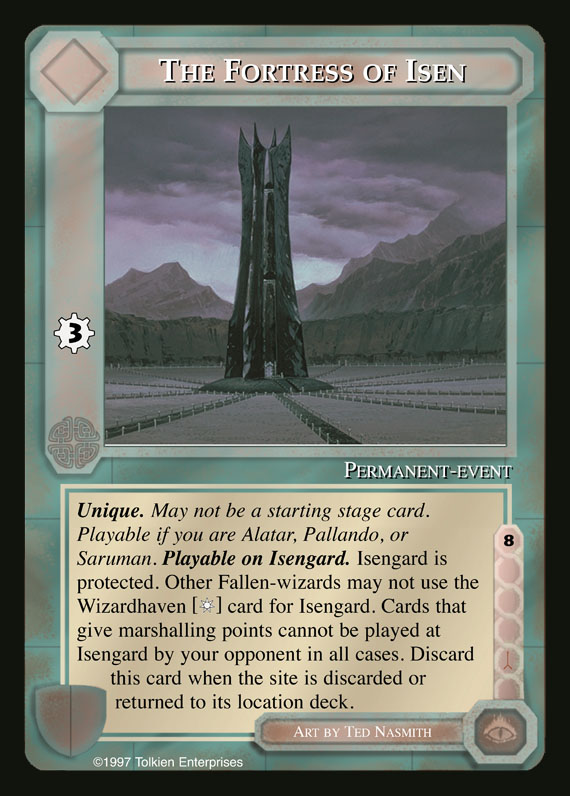 The Fortress of Isen
3
Permanent-event
Unique. May not be a starting stage card.
Playable if you are Alatar, Pallando, or
Saruman. Playable on Isengard. Isengard is
protected. Other Fallen-wizards may not use the
Wizardhaven [☼] card for Isengard. Cards that
give marshalling points cannot be played at
Isengard by your opponent in all cases. Discard
this card when the site is discarded or
returned to its location deck.
8
Art by Ted Nasmith
©1997 Tolkien Enterprises